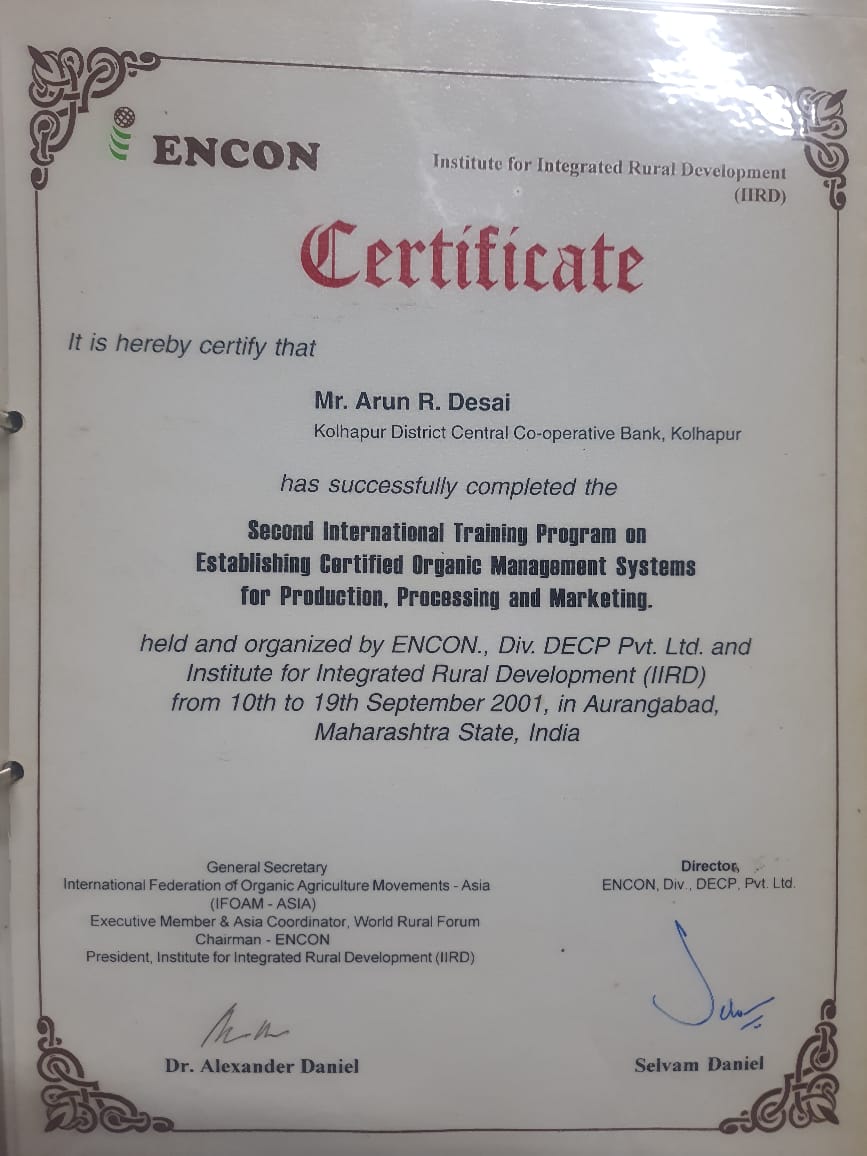 ENCON
Institute for Integrated Rural Development
(IIRD)
Certificate
It is hereby certify that
Mr. Arun R. Desai
Kolhapur District Central Co-operative Bank, Kolhapur
has successfully completed the
Second International Training Program on
Establishing Certified Organic Management Systems
for Production, Processing and Marketing.
held and organized by ENCON., Div. DECP Pvt. Ltd. and
Institute for Integrated Rural Development (IIRD)
from 10th to 19th September 2001, in Aurangabad,
Maharashtra State, India
General Secretary
International Federation of Organic Agriculture Movements - Asia
(IFOAM - ASIA)
Executive Member & Asia Coordinator, World Rural Forum
Chairman - ENCON
President, Institute for Integrated Rural Development (IIRD)
Dr. Alexander Daniel
Director,
ENCON, Div., DECP, Pvt. Ltd.
Selvam Daniel